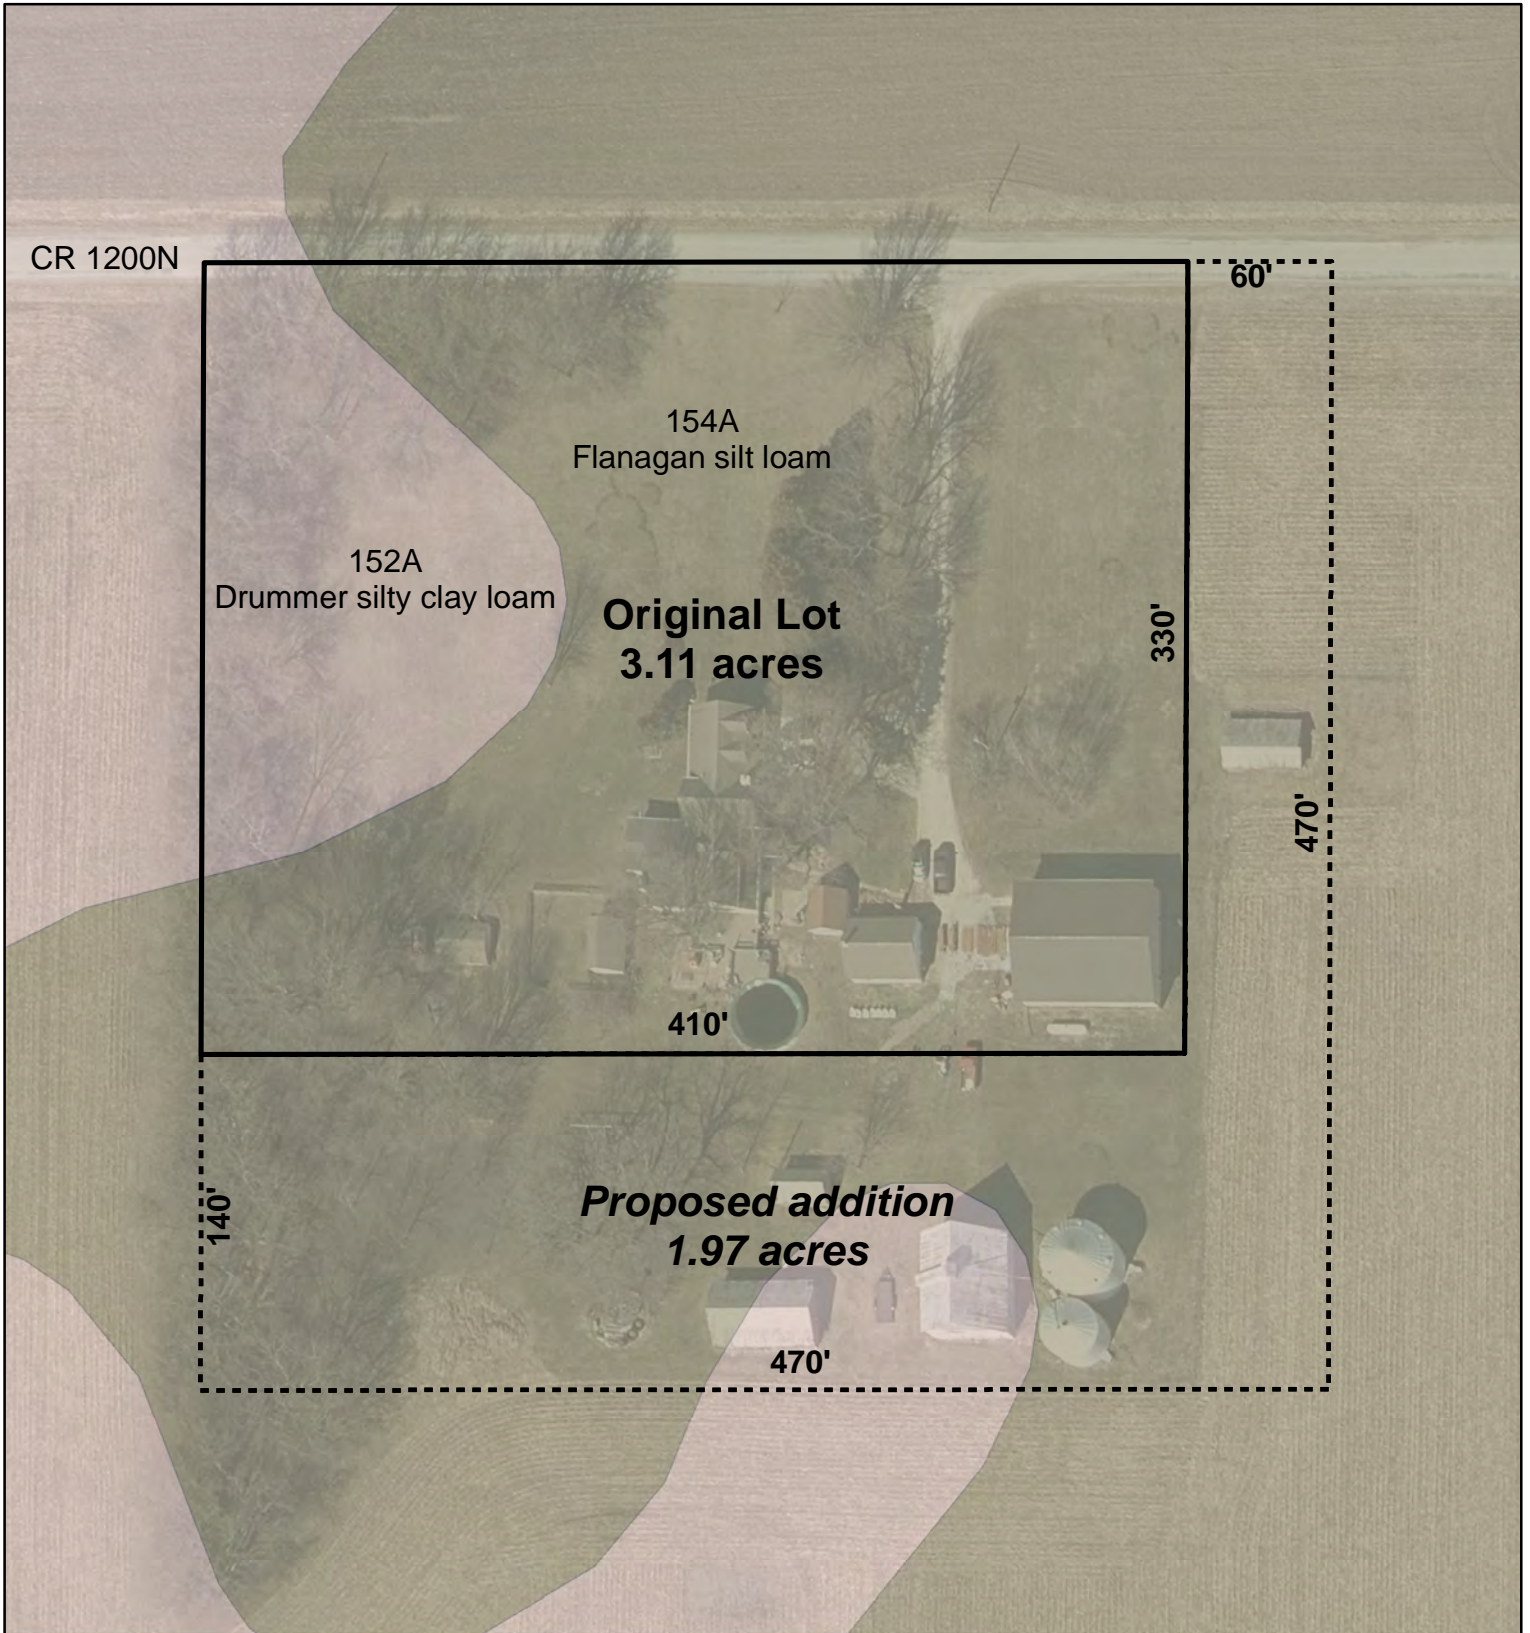 CR 1200N
60'
154A
Flanagan silt loam
152A
Drummer silty clay loam
Original Lot
3.11 acres
330'
470'
410'
140'
Proposed addition
1.97 acres
470'